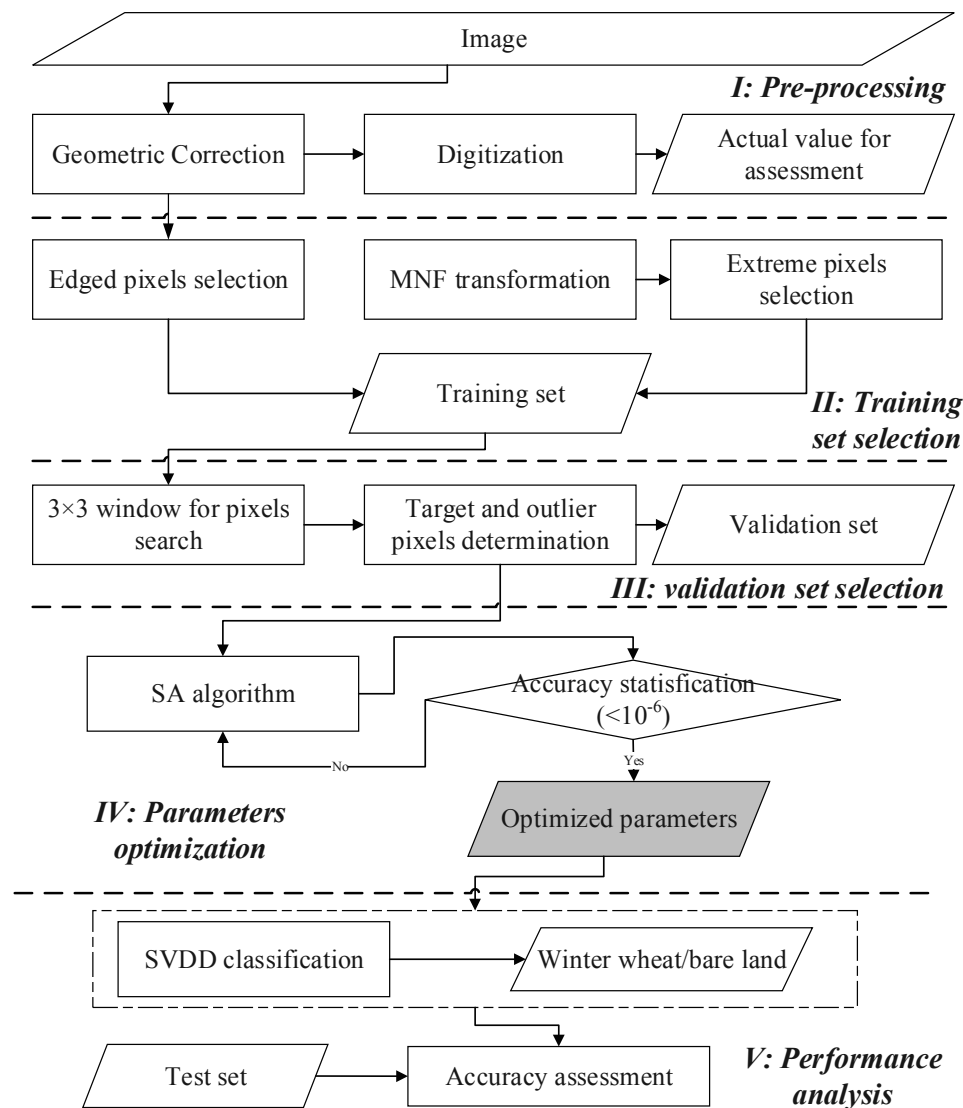 Image
I: Pre-processing
Geometric Correction
Digitization
Actual value for
assessment
Edged pixels selection
MNF transformation
Extreme pixels
selection
Training set
II: Training
set selection
3×3 window for pixels
search
Target and outlier
pixels determination
Validation set
III: validation set selection
SA algorithm
Accuracy statisfication
(<10⁻⁶)
No
Yes
IV: Parameters
optimization
Optimized parameters
SVDD classification
Winter wheat/bare land
V: Performance
analysis
Test set
Accuracy assessment